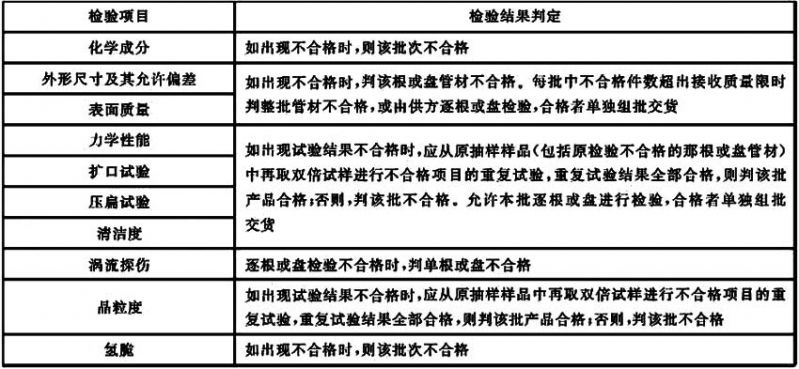 检验项目 检验结果判定
化学成分 如出现不合格时,则该批次不合格
外形尺寸及其允许偏差
表面质量
如出现不合格时,判该根或盘管材不合格。每批中不合格件数超出接收质量限时
判整批管材不合格,或由供方逐根或盘检验,合格者单独组批交货
力学性能
扩口试验
压扁试验
清洁度
如出现试验结果不合格时,应从原抽样样品(包括原检验不合格的那根或盘管材)
中再取双倍试样进行不合格项目的重复试验,重复试验结果全部合格,则判该批
产品合格;否则,判该批不合格。允许本批逐根或盘进行检验,合格者单独组批
交货
涡流探伤 逐根或盘检验不合格时,判单根或盘不合格
晶粒度
如出现试验结果不合格时,应从原抽样样品中再取双倍试样进行不合格项目的重
复试验,重复试验结果全部合格,则判该批产品合格;否则,判该批不合格
氢脆 如出现不合格时,则该批次不合格